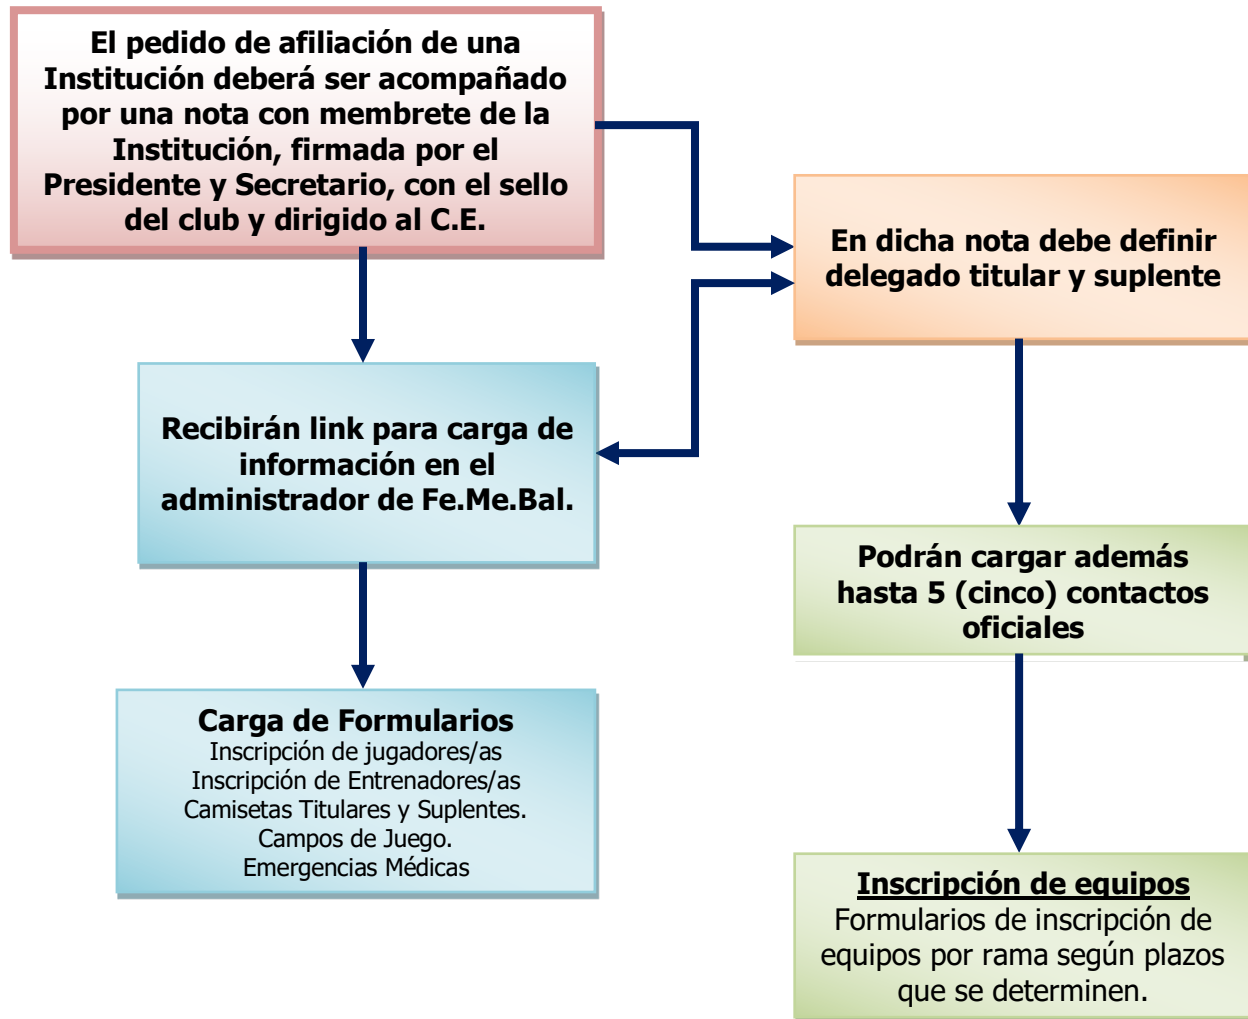 El pedido de afiliación de una
Institución deberá ser acompañado
por una nota con membrete de la
Institución, firmada por el
Presidente y Secretario, con el sello
del club y dirigido al C.E.
En dicha nota debe definir
delegado titular y suplente
Recibirán link para carga de
información en el
administrador de Fe.Me.Bal.
Podrán cargar además
hasta 5 (cinco) contactos
oficiales
Carga de Formularios
Inscripción de jugadores/as
Inscripción de Entrenadores/as
Camisetas Titulares y Suplentes.
Campos de Juego.
Emergencias Médicas
Inscripción de equipos
Formularios de inscripción de
equipos por rama según plazos
que se determinen.